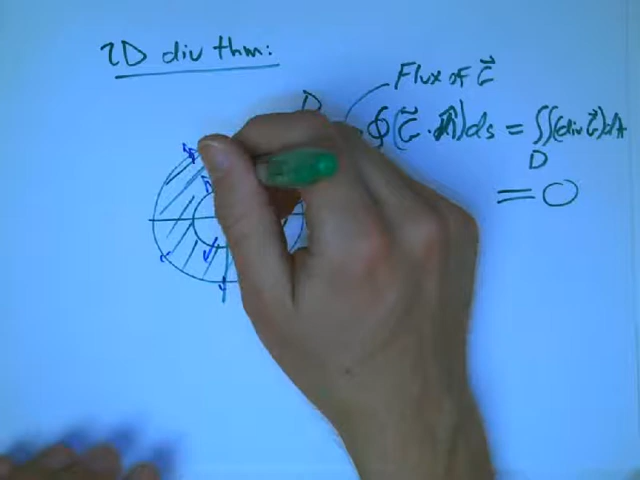 2D div thm:
Flux of G⃗
D
∮(G⃗ · n̂)ds = ∬(div G⃗)dA
D
= 0